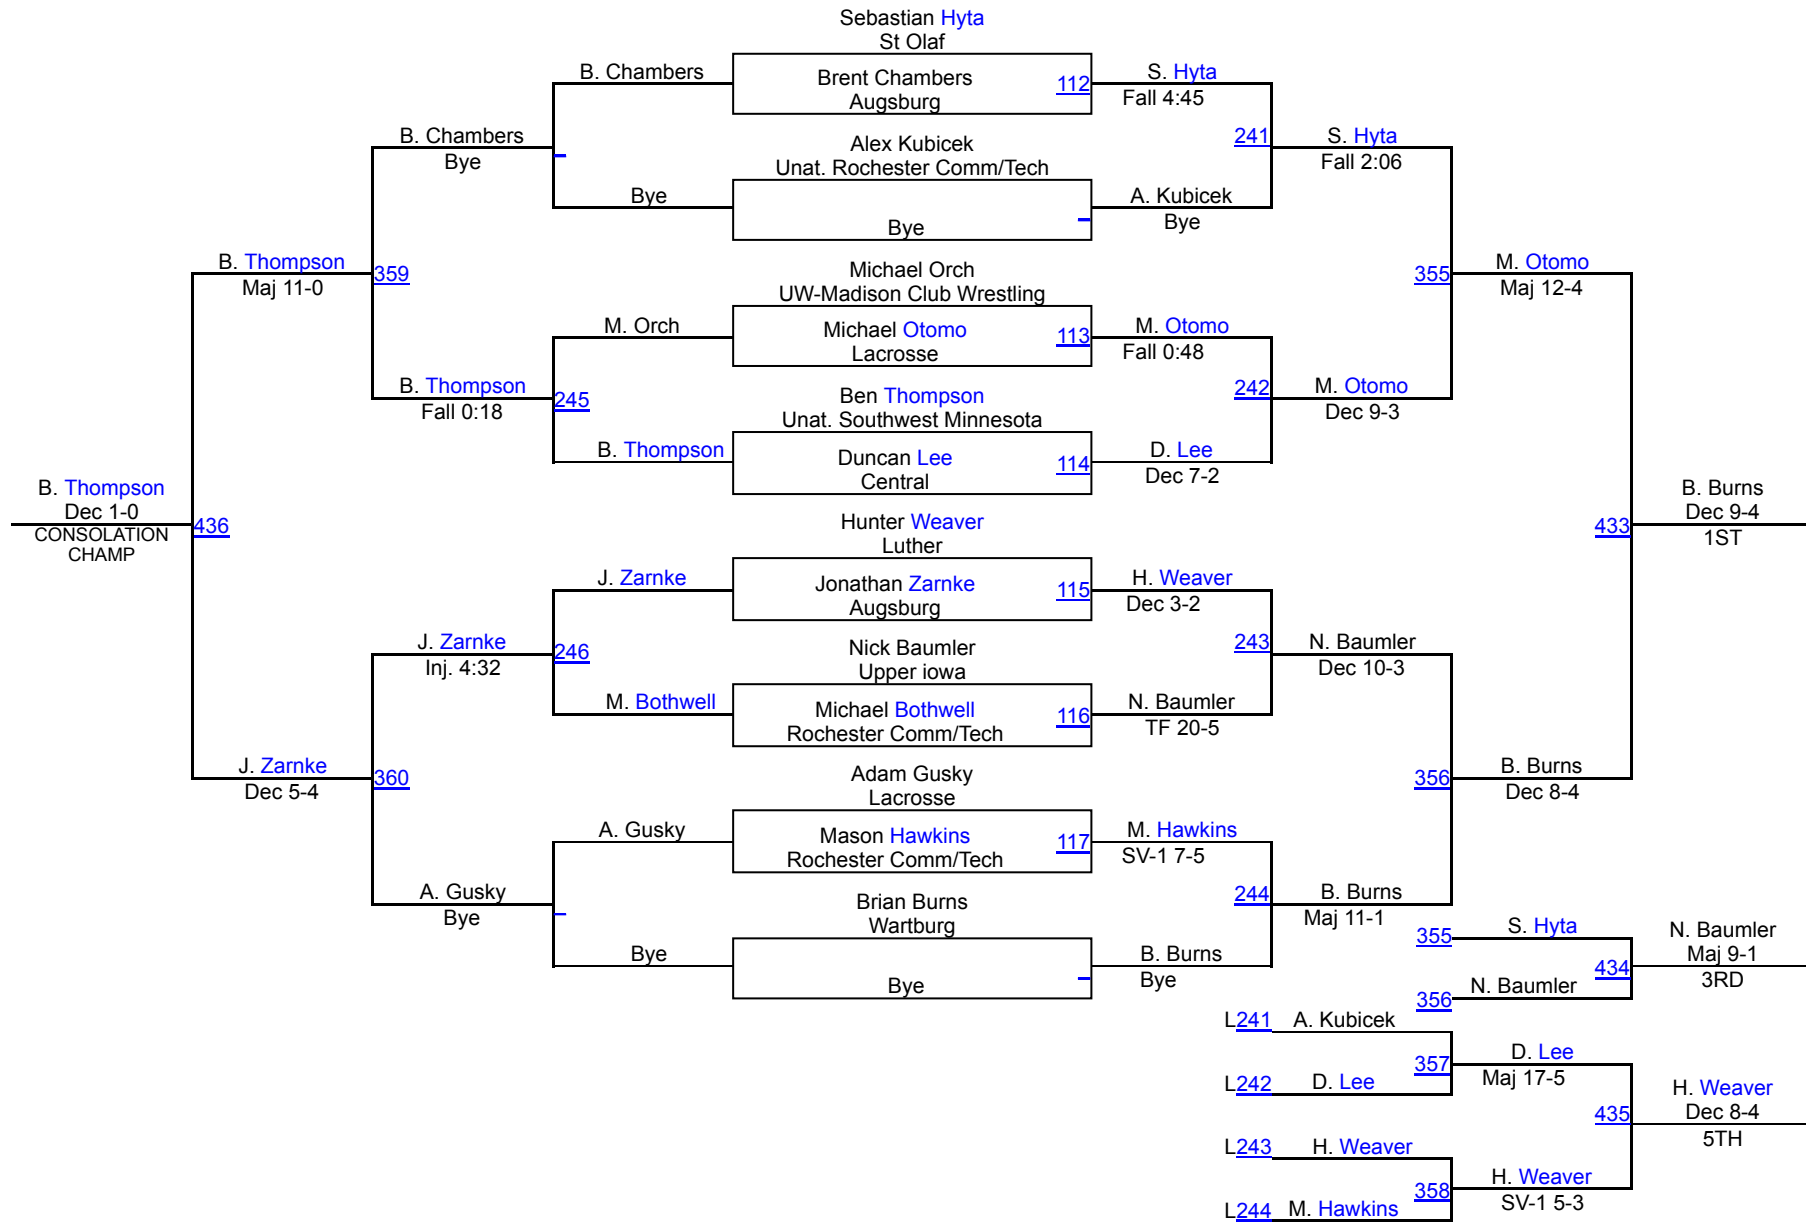 Sebastian Hyta
St Olaf
B. Chambers
Brent Chambers
Augsburg
112
S. Hyta
Fall 4:45
B. Chambers
Bye
Alex Kubicek
Unat. Rochester Comm/Tech
241
S. Hyta
Fall 2:06
Bye
Bye
A. Kubicek
Bye
B. Thompson
Maj 11-0
359
Michael Orch
UW-Madison Club Wrestling
355
M. Otomo
Maj 12-4
M. Orch
Michael Otomo
Lacrosse
113
M. Otomo
Fall 0:48
B. Thompson
Fall 0:18
245
Ben Thompson
Unat. Southwest Minnesota
242
M. Otomo
Dec 9-3
B. Thompson
Duncan Lee
Central
114
D. Lee
Dec 7-2
B. Thompson
Dec 1-0
CONSOLATION
CHAMP
436
Hunter Weaver
Luther
433
B. Burns
Dec 9-4
1ST
J. Zarnke
Jonathan Zarnke
Augsburg
115
H. Weaver
Dec 3-2
J. Zarnke
Inj. 4:32
246
Nick Baumler
Upper iowa
243
N. Baumler
Dec 10-3
M. Bothwell
Michael Bothwell
Rochester Comm/Tech
116
N. Baumler
TF 20-5
J. Zarnke
Dec 5-4
360
Adam Gusky
Lacrosse
356
B. Burns
Dec 8-4
A. Gusky
Mason Hawkins
Rochester Comm/Tech
117
M. Hawkins
SV-1 7-5
A. Gusky
Bye
Brian Burns
Wartburg
244
B. Burns
Maj 11-1
Bye
Bye
B. Burns
Bye
355
S. Hyta
434
N. Baumler
Maj 9-1
3RD
356
N. Baumler
L241
A. Kubicek
357
D. Lee
Maj 17-5
L242
D. Lee
435
H. Weaver
Dec 8-4
5TH
L243
H. Weaver
358
H. Weaver
SV-1 5-3
L244
M. Hawkins